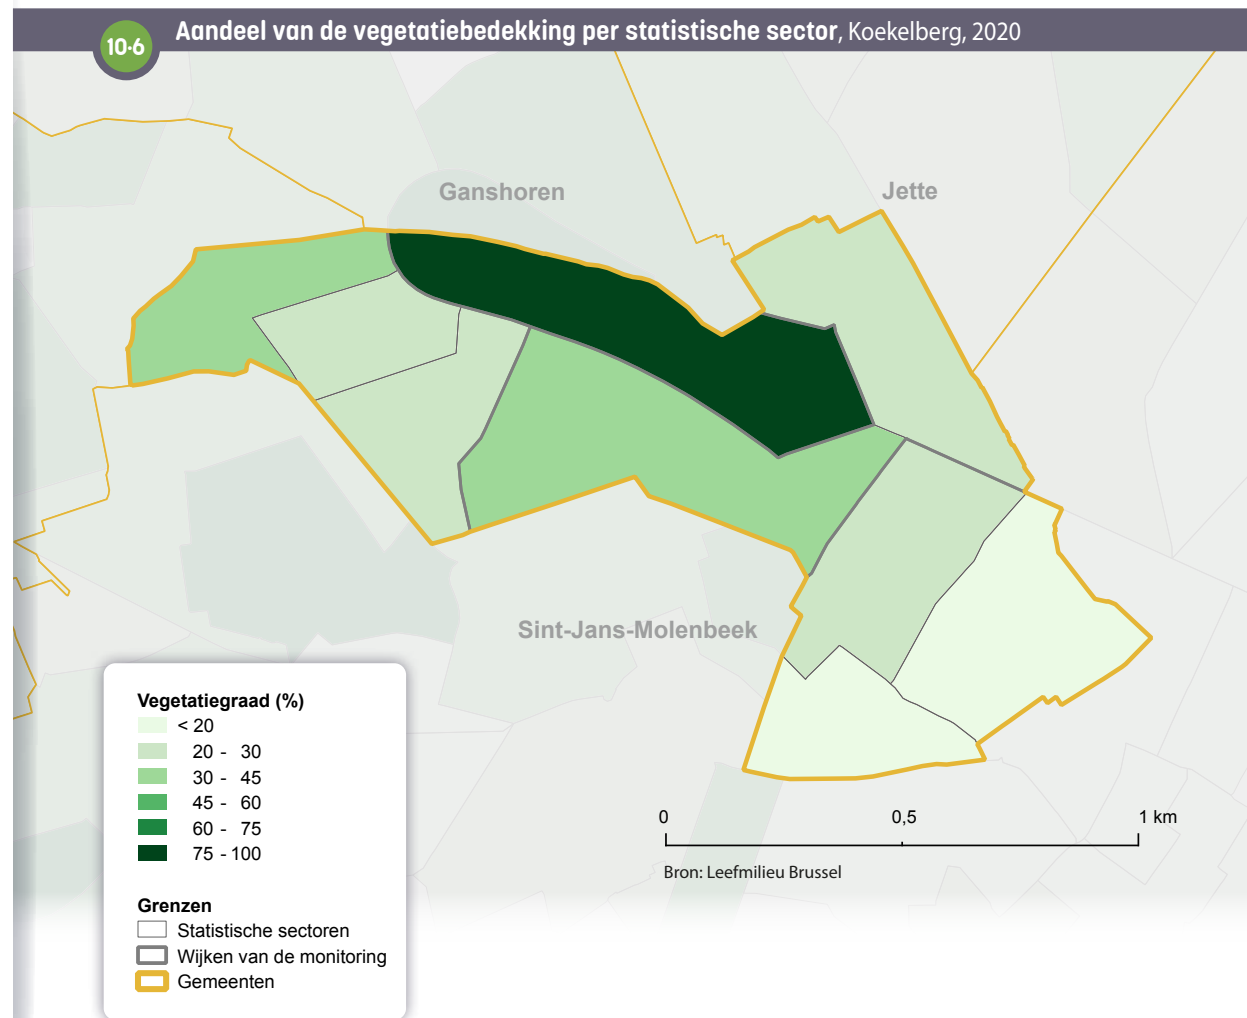 10·6
Aandeel van de vegetatiebedekking per statistische sector, Koekelberg, 2020
Ganshoren
Jette
Sint-Jans-Molenbeek
Vegetatiegraad (%)
< 20
20 - 30
30 - 45
45 - 60
60 - 75
75 - 100
Grenzen
Statistische sectoren
Wijken van de monitoring
Gemeenten
0 0,5 1 km
Bron: Leefmilieu Brussel